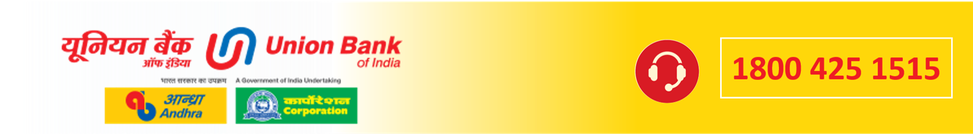 यूनियन बैंक
ऑफ इंडिया
Union Bank
of India
भारत सरकार का उपक्रम A Government of India Undertaking
आन्ध्रा
Andhra
कार्पोरेशन
Corporation
1800 425 1515